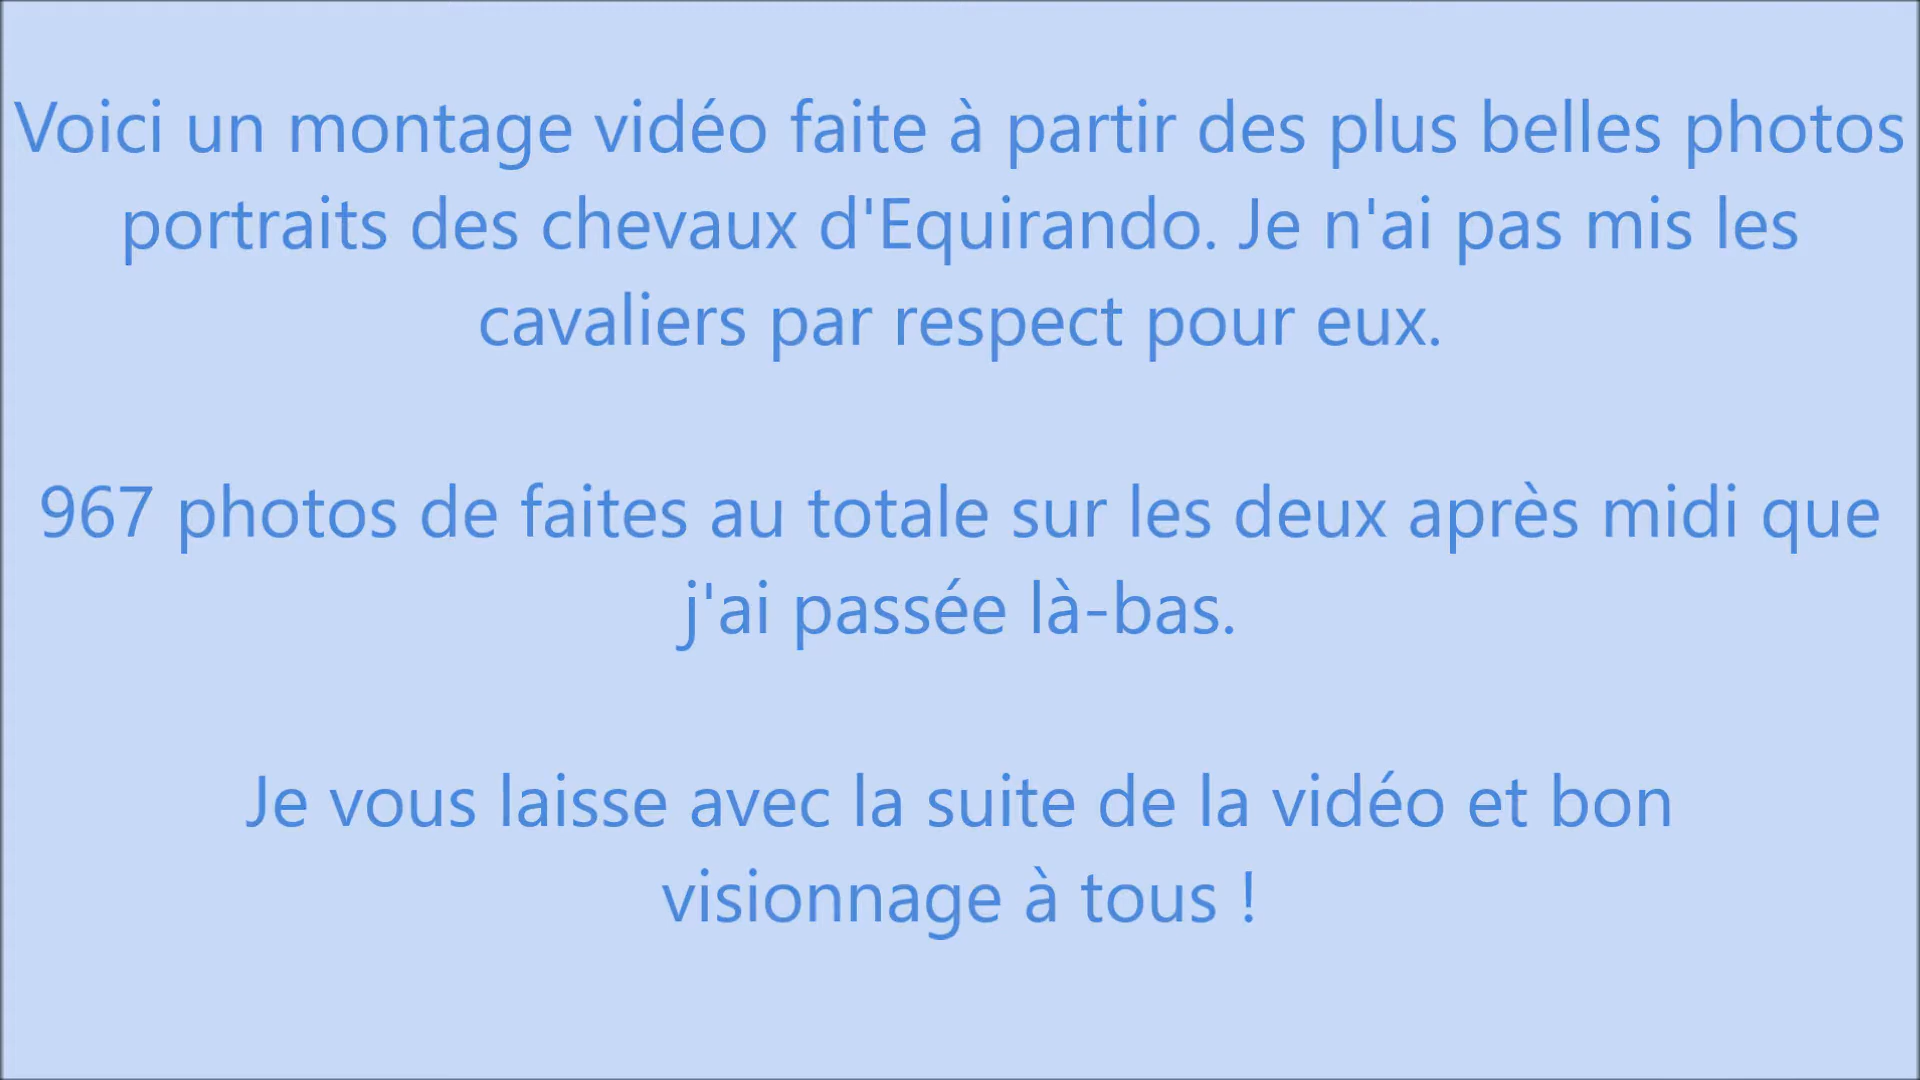 Voici un montage vidéo faite à partir des plus belles photos
portraits des chevaux d'Equirando. Je n'ai pas mis les
cavaliers par respect pour eux.
967 photos de faites au totale sur les deux après midi que
j'ai passée là-bas.
Je vous laisse avec la suite de la vidéo et bon
visionnage à tous !